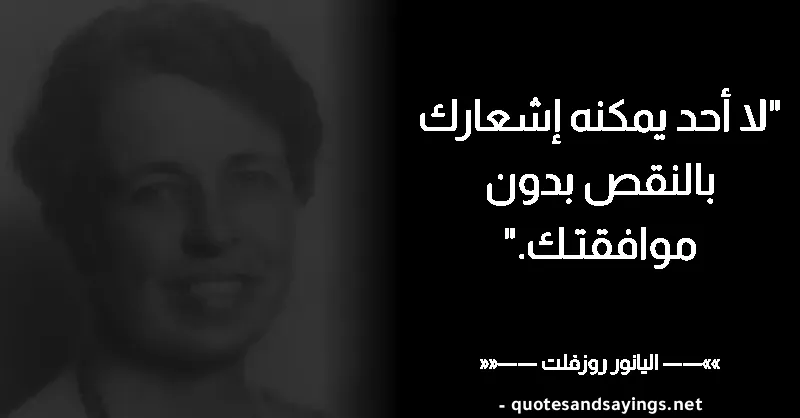 "لا أحد يمكنه إشعارك
بالنقص بدون
موافقتك."
»»—— اليانور روزفلت ——««
- quotesandsayings.net